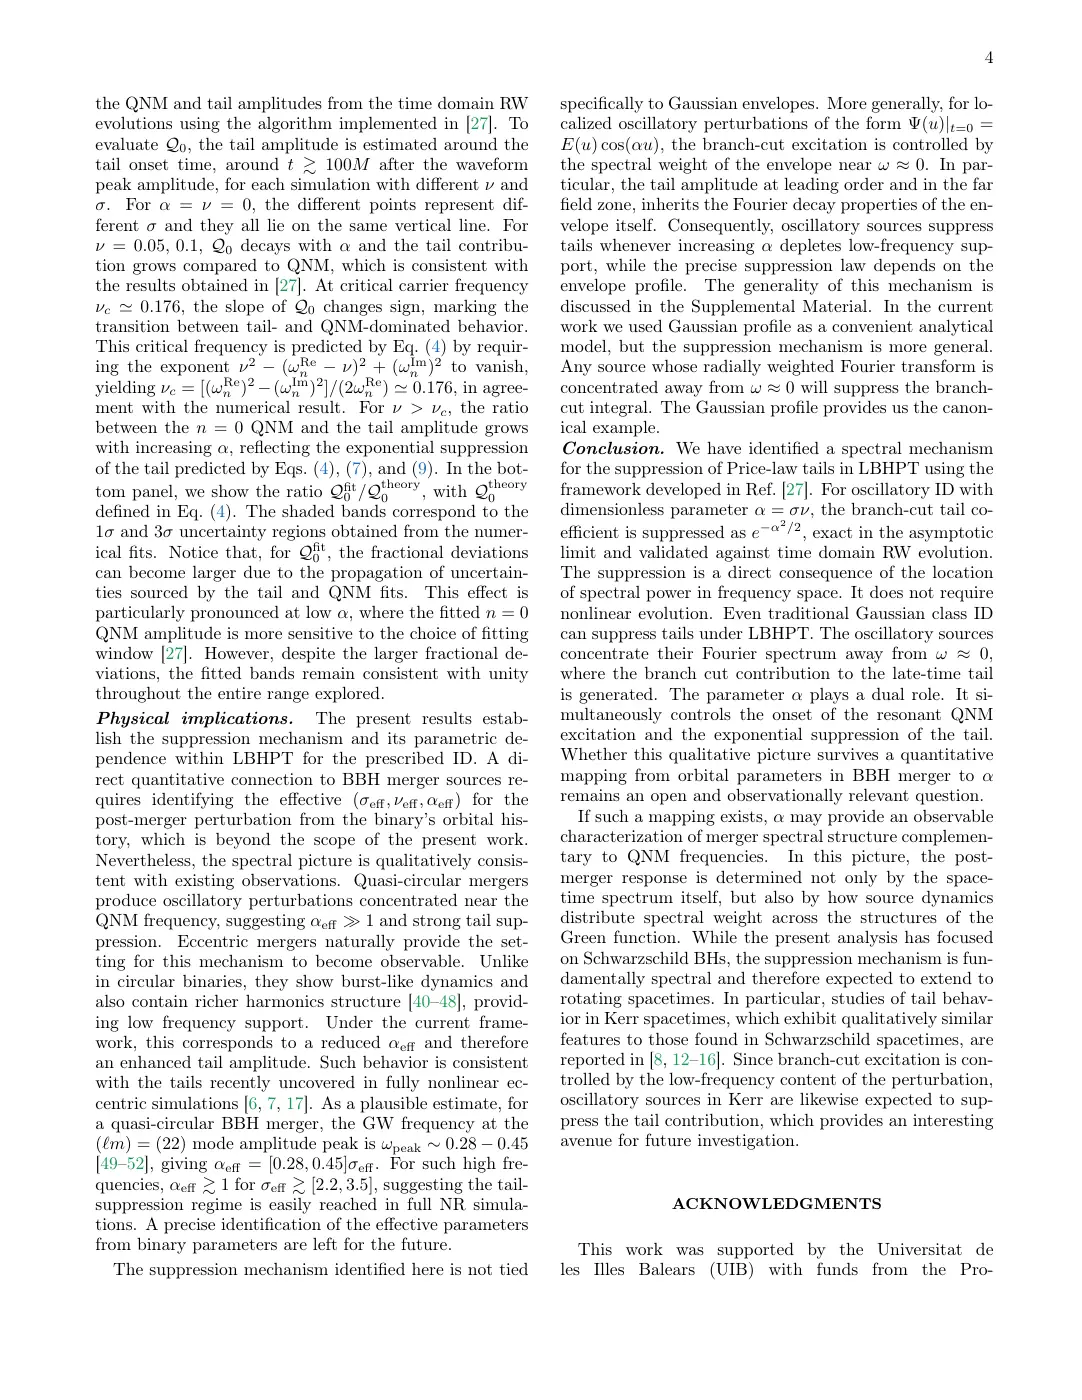 4
the QNM and tail amplitudes from the time domain RW
evolutions using the algorithm implemented in [27]. To
evaluate 𝒬₀, the tail amplitude is estimated around the
tail onset time, around t ≳ 100M after the waveform
peak amplitude, for each simulation with different ν and
σ. For α = ν = 0, the different points represent dif-
ferent σ and they all lie on the same vertical line. For
ν = 0.05, 0.1, 𝒬₀ decays with α and the tail contribu-
tion grows compared to QNM, which is consistent with
the results obtained in [27]. At critical carrier frequency
ν_c ≃ 0.176, the slope of 𝒬₀ changes sign, marking the
transition between tail- and QNM-dominated behavior.
This critical frequency is predicted by Eq. (4) by requir-
ing the exponent ν² − (ω_n^Re − ν)² + (ω_n^Im)² to vanish,
yielding ν_c = [(ω_n^Re)² − (ω_n^Im)²]/(2ω_n^Re) ≃ 0.176, in agree-
ment with the numerical result. For ν > ν_c, the ratio
between the n = 0 QNM and the tail amplitude grows
with increasing α, reflecting the exponential suppression
of the tail predicted by Eqs. (4), (7), and (9). In the bot-
tom panel, we show the ratio 𝒬₀^fit/𝒬₀^theory, with 𝒬₀^theory
defined in Eq. (4). The shaded bands correspond to the
1σ and 3σ uncertainty regions obtained from the numer-
ical fits. Notice that, for 𝒬₀^fit, the fractional deviations
can become larger due to the propagation of uncertain-
ties sourced by the tail and QNM fits. This effect is
particularly pronounced at low α, where the fitted n = 0
QNM amplitude is more sensitive to the choice of fitting
window [27]. However, despite the larger fractional de-
viations, the fitted bands remain consistent with unity
throughout the entire range explored.
Physical implications. The present results estab-
lish the suppression mechanism and its parametric de-
pendence within LBHPT for the prescribed ID. A di-
rect quantitative connection to BBH merger sources re-
quires identifying the effective (σ_eff, ν_eff, α_eff) for the
post-merger perturbation from the binary's orbital his-
tory, which is beyond the scope of the present work.
Nevertheless, the spectral picture is qualitatively consis-
tent with existing observations. Quasi-circular mergers
produce oscillatory perturbations concentrated near the
QNM frequency, suggesting α_eff ≫ 1 and strong tail sup-
pression. Eccentric mergers naturally provide the set-
ting for this mechanism to become observable. Unlike
in circular binaries, they show burst-like dynamics and
also contain richer harmonics structure [40–48], provid-
ing low frequency support. Under the current frame-
work, this corresponds to a reduced α_eff and therefore
an enhanced tail amplitude. Such behavior is consistent
with the tails recently uncovered in fully nonlinear ec-
centric simulations [6, 7, 17]. As a plausible estimate, for
a quasi-circular BBH merger, the GW frequency at the
(ℓm) = (22) mode amplitude peak is ω_peak ∼ 0.28 − 0.45
[49–52], giving α_eff = [0.28, 0.45]σ_eff. For such high fre-
quencies, α_eff ≳ 1 for σ_eff ≳ [2.2, 3.5], suggesting the tail-
suppression regime is easily reached in full NR simula-
tions. A precise identification of the effective parameters
from binary parameters are left for the future.
The suppression mechanism identified here is not tied
specifically to Gaussian envelopes. More generally, for lo-
calized oscillatory perturbations of the form Ψ(u)|_{t=0} =
E(u) cos(αu), the branch-cut excitation is controlled by
the spectral weight of the envelope near ω ≈ 0. In par-
ticular, the tail amplitude at leading order and in the far
field zone, inherits the Fourier decay properties of the en-
velope itself. Consequently, oscillatory sources suppress
tails whenever increasing α depletes low-frequency sup-
port, while the precise suppression law depends on the
envelope profile. The generality of this mechanism is
discussed in the Supplemental Material. In the current
work we used Gaussian profile as a convenient analytical
model, but the suppression mechanism is more general.
Any source whose radially weighted Fourier transform is
concentrated away from ω ≈ 0 will suppress the branch-
cut integral. The Gaussian profile provides us the canon-
ical example.
Conclusion. We have identified a spectral mechanism
for the suppression of Price-law tails in LBHPT using the
framework developed in Ref. [27]. For oscillatory ID with
dimensionless parameter α = σν, the branch-cut tail co-
efficient is suppressed as e^{−α²/2}, exact in the asymptotic
limit and validated against time domain RW evolution.
The suppression is a direct consequence of the location
of spectral power in frequency space. It does not require
nonlinear evolution. Even traditional Gaussian class ID
can suppress tails under LBHPT. The oscillatory sources
concentrate their Fourier spectrum away from ω ≈ 0,
where the branch cut contribution to the late-time tail
is generated. The parameter α plays a dual role. It si-
multaneously controls the onset of the resonant QNM
excitation and the exponential suppression of the tail.
Whether this qualitative picture survives a quantitative
mapping from orbital parameters in BBH merger to α
remains an open and observationally relevant question.
If such a mapping exists, α may provide an observable
characterization of merger spectral structure complemen-
tary to QNM frequencies. In this picture, the post-
merger response is determined not only by the space-
time spectrum itself, but also by how source dynamics
distribute spectral weight across the structures of the
Green function. While the present analysis has focused
on Schwarzschild BHs, the suppression mechanism is fun-
damentally spectral and therefore expected to extend to
rotating spacetimes. In particular, studies of tail behav-
ior in Kerr spacetimes, which exhibit qualitatively similar
features to those found in Schwarzschild spacetimes, are
reported in [8, 12–16]. Since branch-cut excitation is con-
trolled by the low-frequency content of the perturbation,
oscillatory sources in Kerr are likewise expected to sup-
press the tail contribution, which provides an interesting
avenue for future investigation.
ACKNOWLEDGMENTS
This work was supported by the Universitat de
les Illes Balears (UIB) with funds from the Pro-